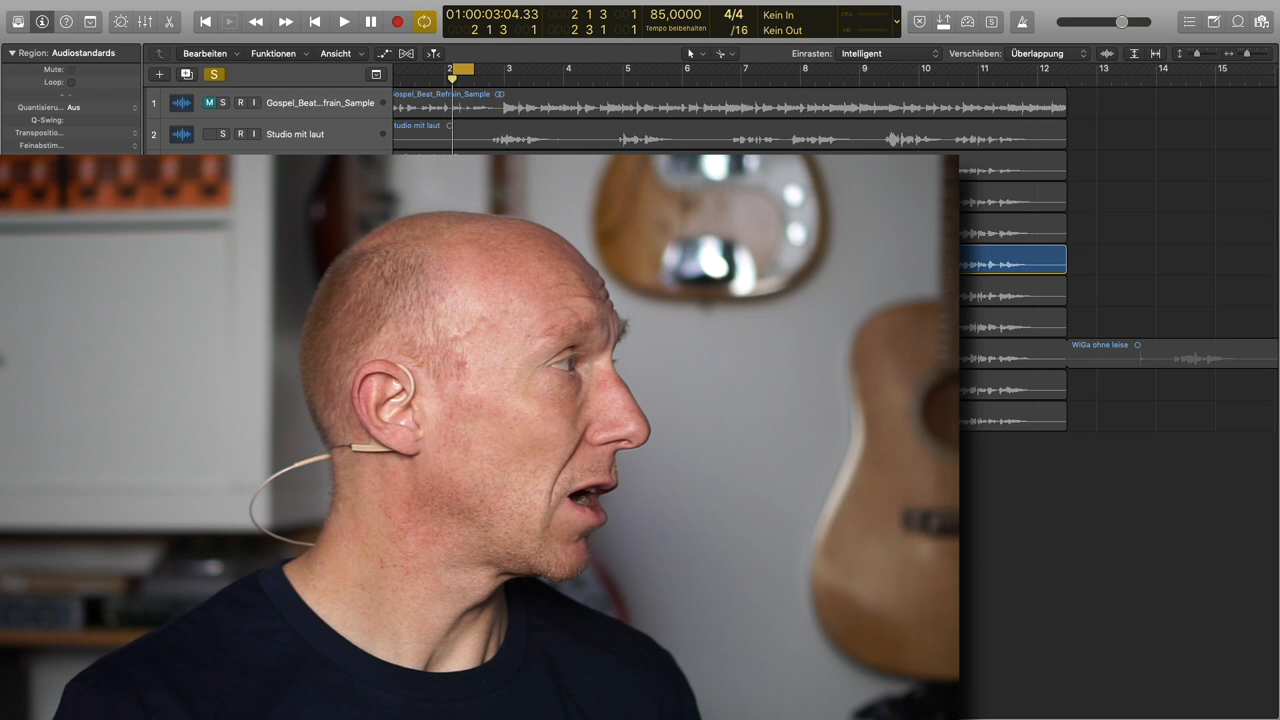 01:00:03:04.33
2 1 3 1
2 1 3 1
85,0000
Tempo beibehalten
4/4
/16
Kein In
Kein Out
CPU
Region: Audiostandards
Mute:
Loop:
Quantisieru... Aus
Q-Swing:
Transpositio...
Feinabstim...
Bearbeiten
Funktionen
Ansicht
Einrasten: Intelligent
Verschieben: Überlappung
S
2 3 4 5 6 7 8 9 10 11 12 13 14 15
1 M S R I Gospel_Beat...frain_Sample
Gospel_Beat_Refrain_Sample
2 S R I Studio mit laut
tudio mit laut
WiGa ohne leise